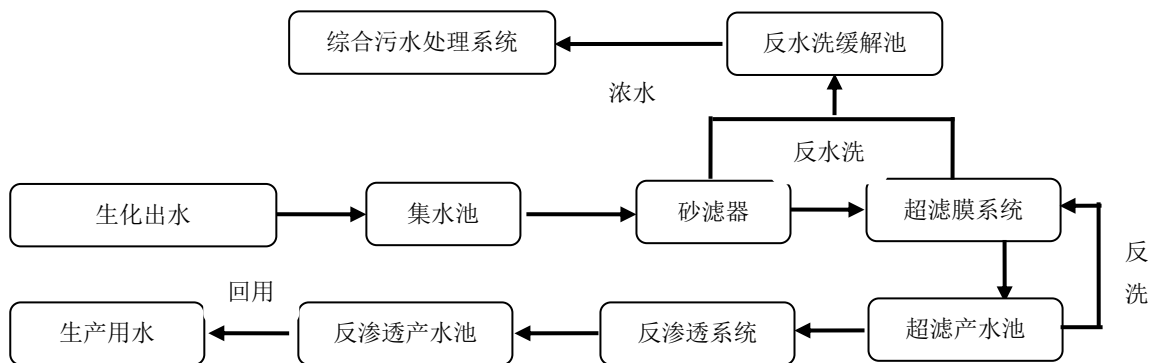 综合污水处理系统
反水洗缓解池
浓水
反水洗
生化出水
集水池
砂滤器
超滤膜系统
反
洗
回用
生产用水
反渗透产水池
反渗透系统
超滤产水池